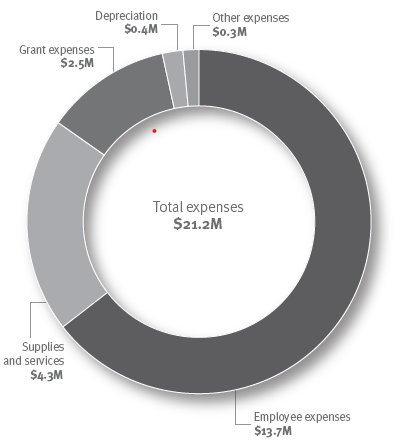 Depreciation
$0.4M
Other expenses
$0.3M
Grant expenses
$2.5M
Total expenses
$21.2M
Supplies
and services
$4.3M
Employee expenses
$13.7M